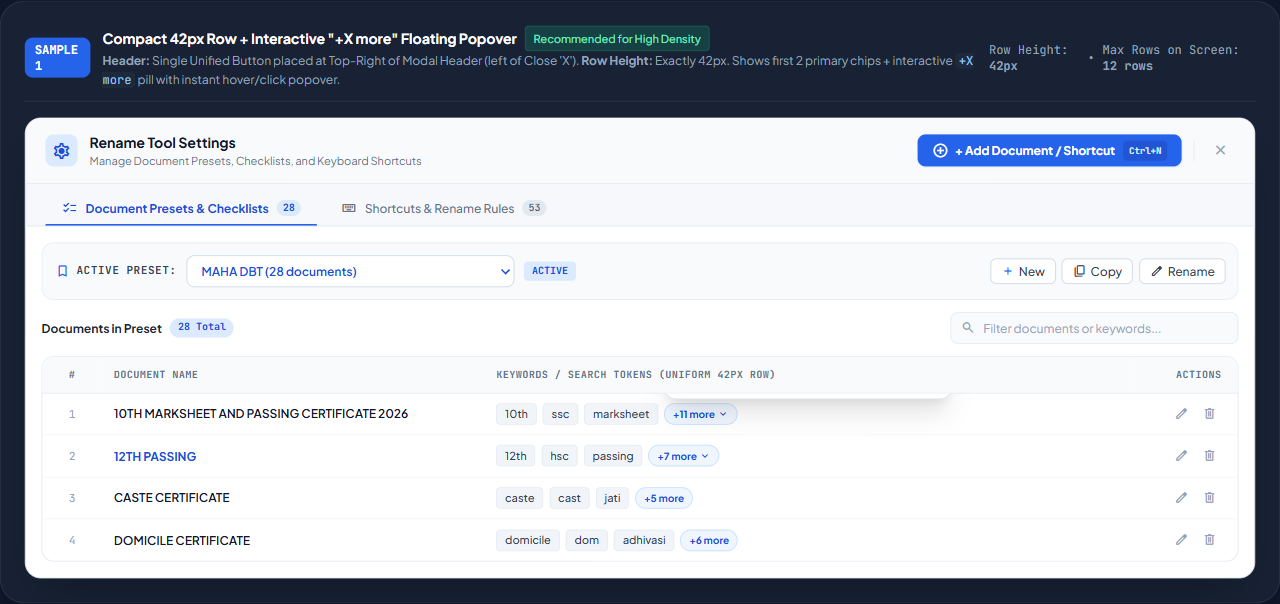 SAMPLE 1
Compact 42px Row + Interactive "+X more" Floating Popover
Recommended for High Density
Header: Single Unified Button placed at Top-Right of Modal Header (left of Close 'X'). Row Height: Exactly 42px. Shows first 2 primary chips + interactive +X
more pill with instant hover/click popover.
Row Height: 42px
•
Max Rows on Screen: 12 rows
Rename Tool Settings
Manage Document Presets, Checklists, and Keyboard Shortcuts
+ Add Document / Shortcut Ctrl+N
Document Presets & Checklists 28
Shortcuts & Rename Rules 53
ACTIVE PRESET: MAHA DBT (28 documents) ACTIVE
+ New
Copy
Rename
Documents in Preset 28 Total
Filter documents or keywords...
# DOCUMENT NAME KEYWORDS / SEARCH TOKENS (UNIFORM 42PX ROW) ACTIONS
1 10TH MARKSHEET AND PASSING CERTIFICATE 2026 10th ssc marksheet +11 more
2 12TH PASSING 12th hsc passing +7 more
3 CASTE CERTIFICATE caste cast jati +5 more
4 DOMICILE CERTIFICATE domicile dom adhivasi +6 more